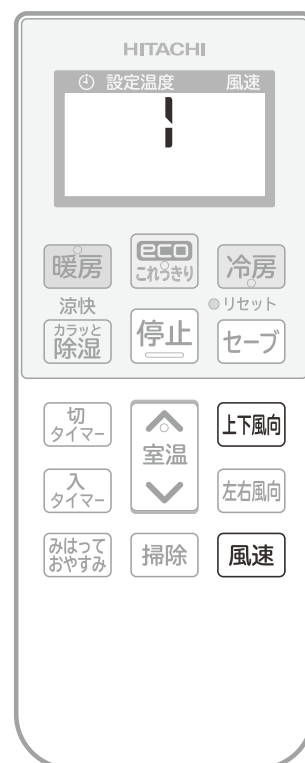 HITACHI
設定温度 風速
1
暖房
eco
これっきり
冷房
涼快
カラッと
除湿
停止
リセット
セーブ
切
タイマー
室温
上下風向
入
タイマー
左右風向
みはって
おやすみ
掃除
風速